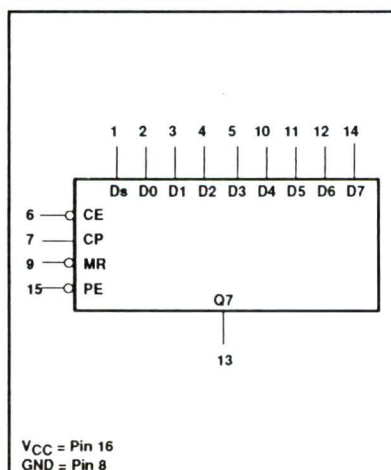 1 2 3 4 5 10 11 12 14
Ds D0 D1 D2 D3 D4 D5 D6 D7
6 CE
7 CP
9 MR
15 PE
Q7
13
VCC = Pin 16
GND = Pin 8